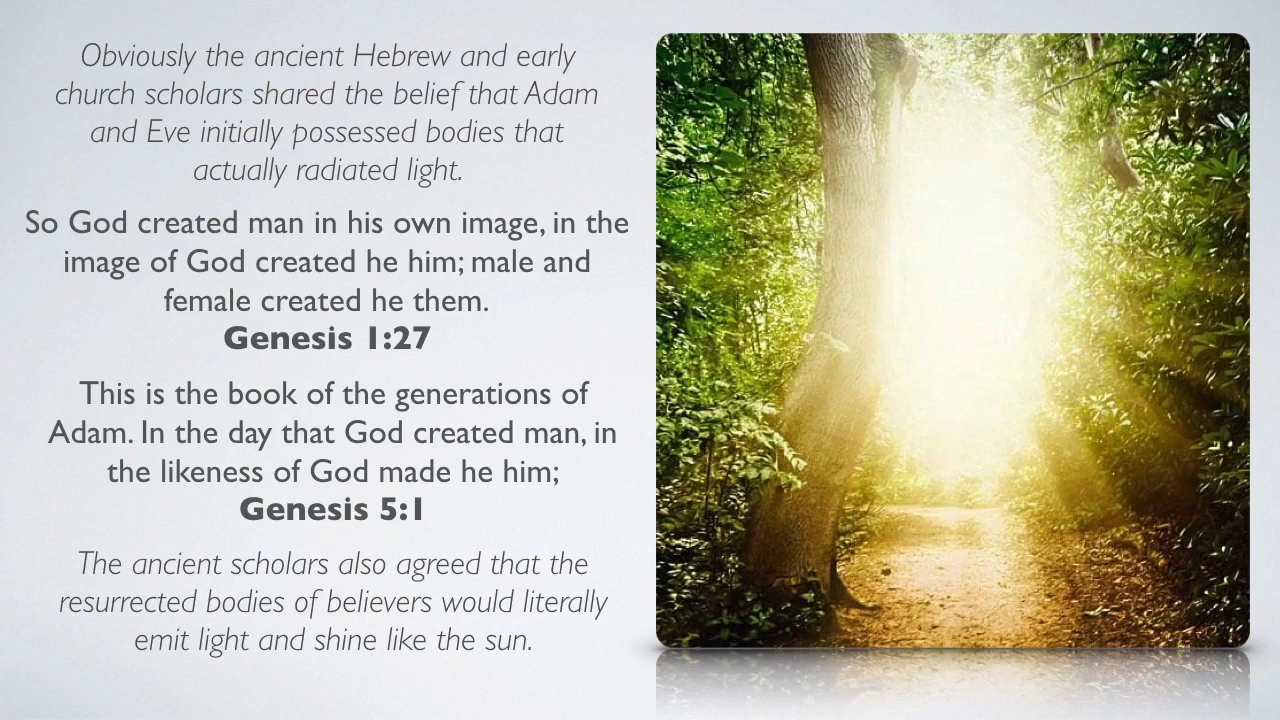 Obviously the ancient Hebrew and early
church scholars shared the belief that Adam
and Eve initially possessed bodies that
actually radiated light.
So God created man in his own image, in the
image of God created he him; male and
female created he them.
Genesis 1:27
This is the book of the generations of
Adam. In the day that God created man, in
the likeness of God made he him;
Genesis 5:1
The ancient scholars also agreed that the
resurrected bodies of believers would literally
emit light and shine like the sun.